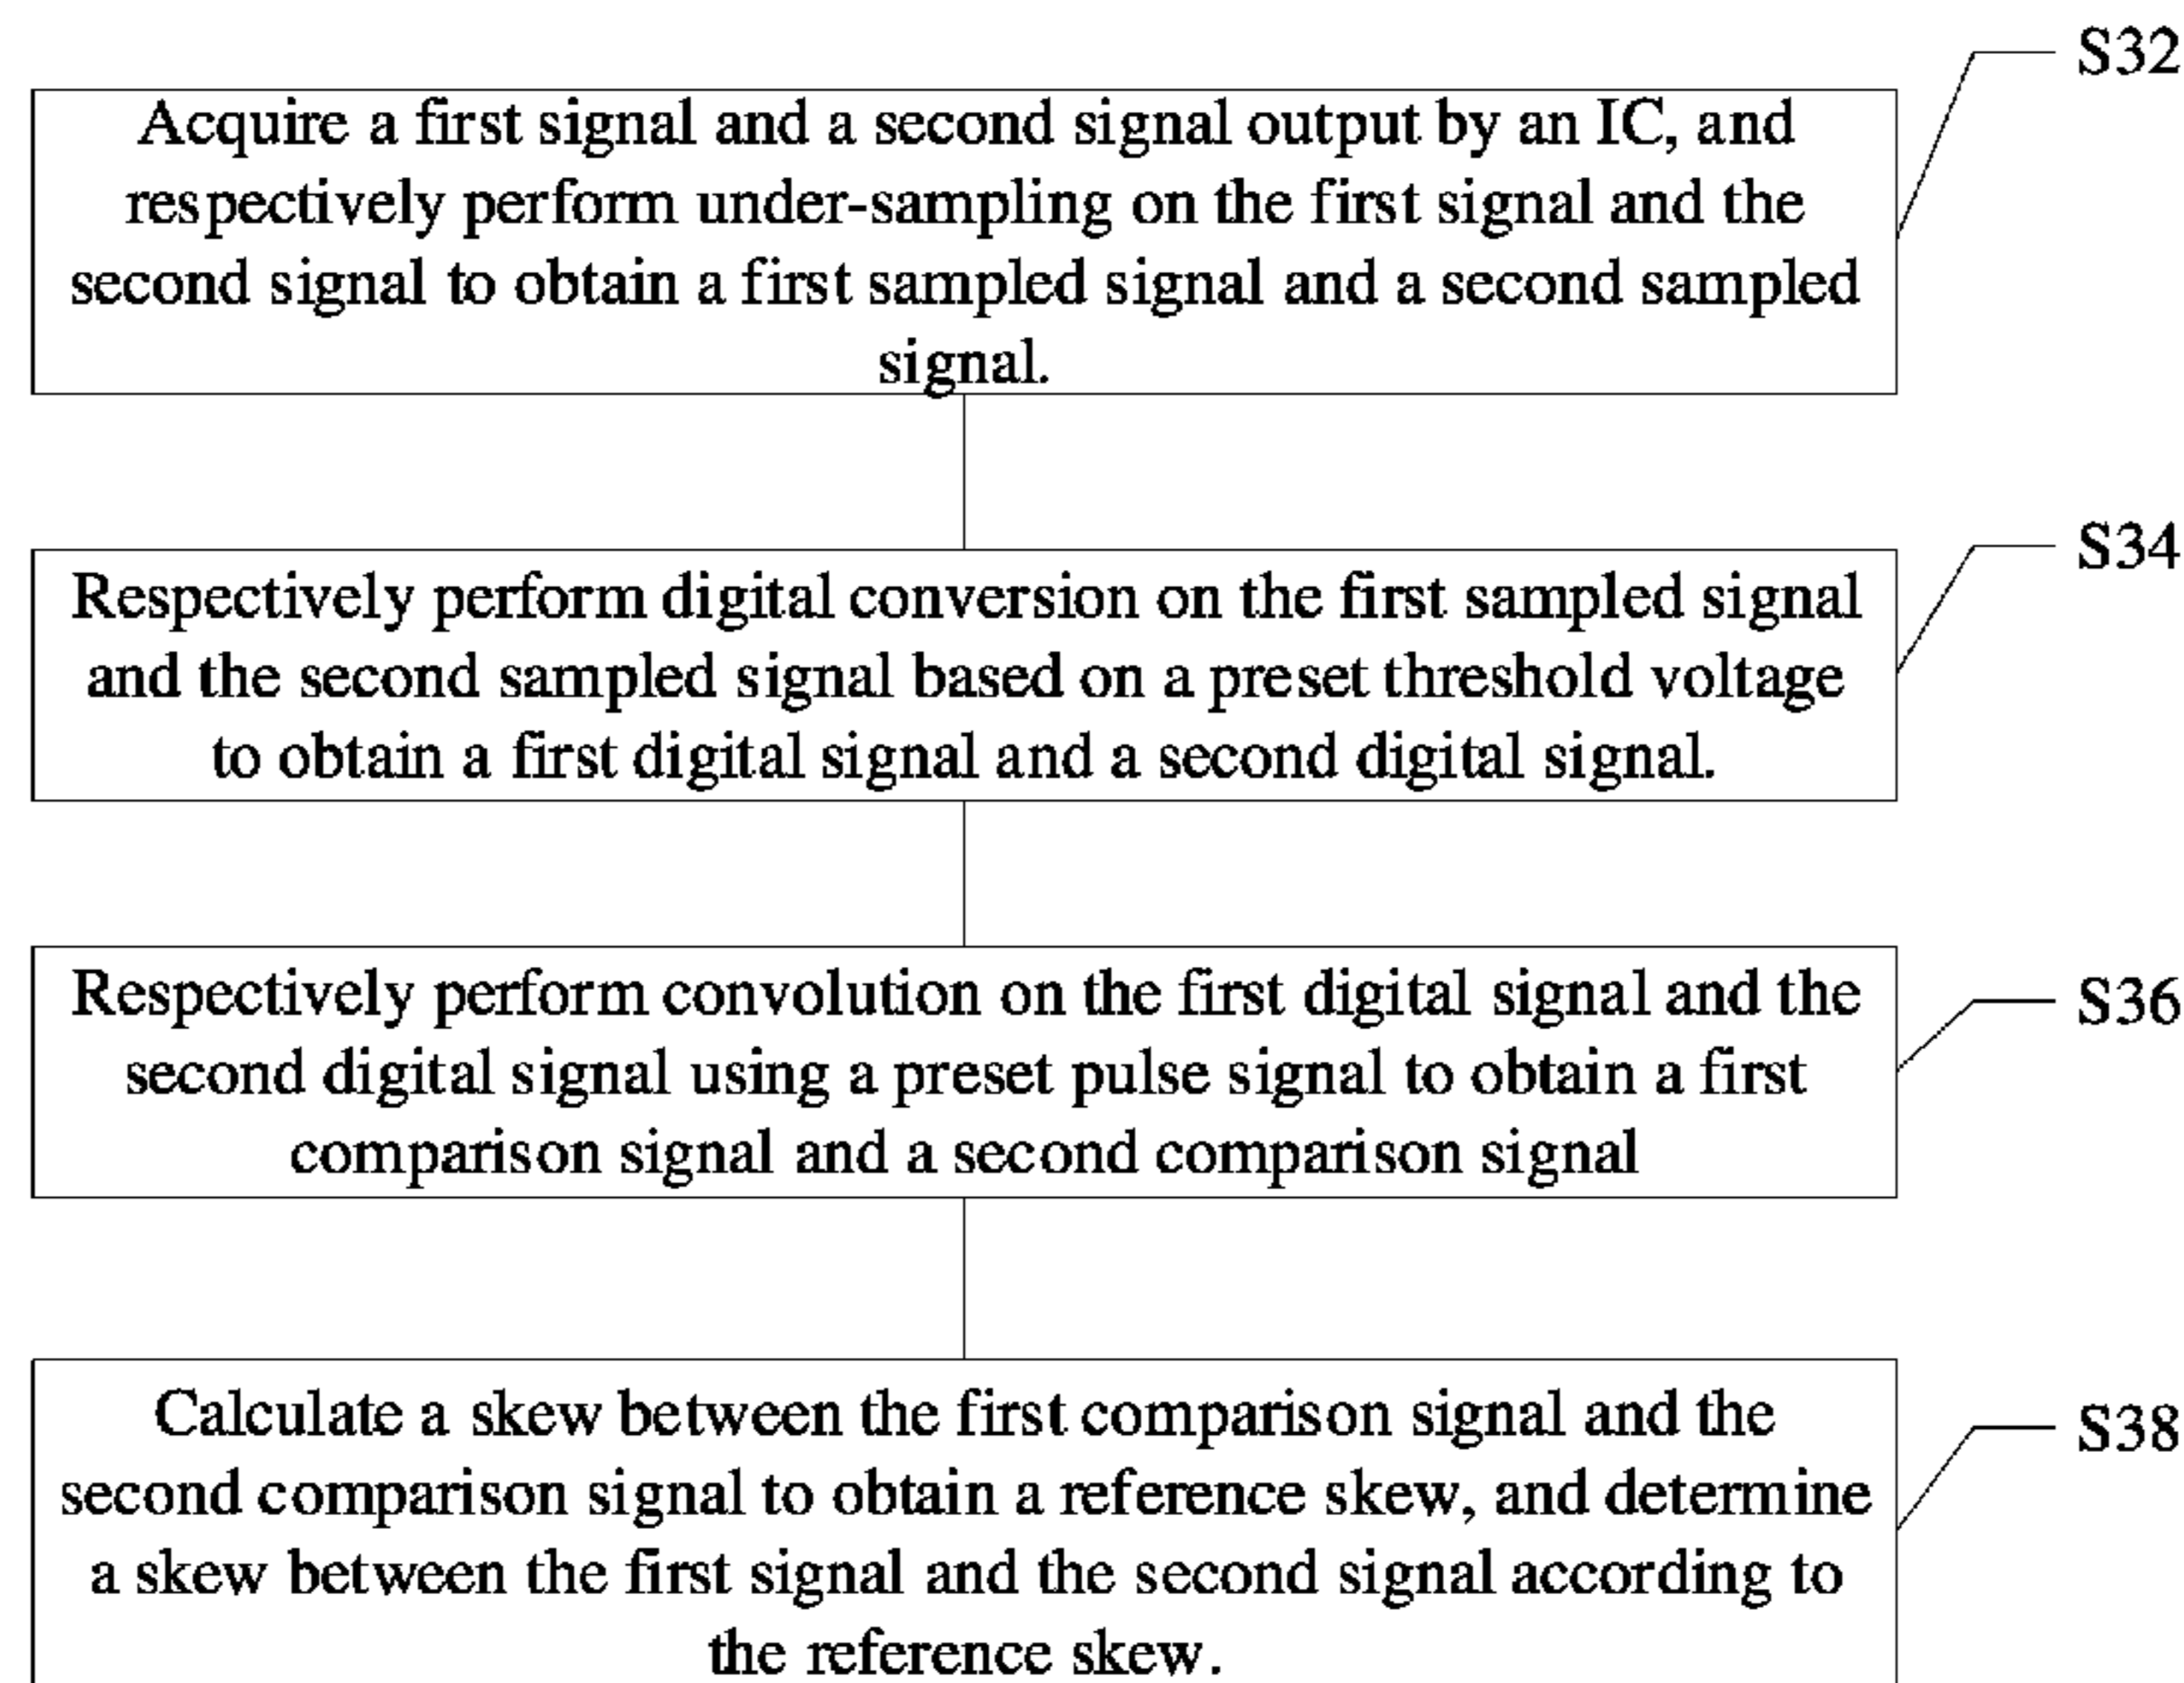 S32
Acquire a first signal and a second signal output by an IC, and
respectively perform under-sampling on the first signal and the
second signal to obtain a first sampled signal and a second sampled
signal.
S34
Respectively perform digital conversion on the first sampled signal
and the second sampled signal based on a preset threshold voltage
to obtain a first digital signal and a second digital signal.
S36
Respectively perform convolution on the first digital signal and the
second digital signal using a preset pulse signal to obtain a first
comparison signal and a second comparison signal
S38
Calculate a skew between the first comparison signal and the
second comparison signal to obtain a reference skew, and determine
a skew between the first signal and the second signal according to
the reference skew.